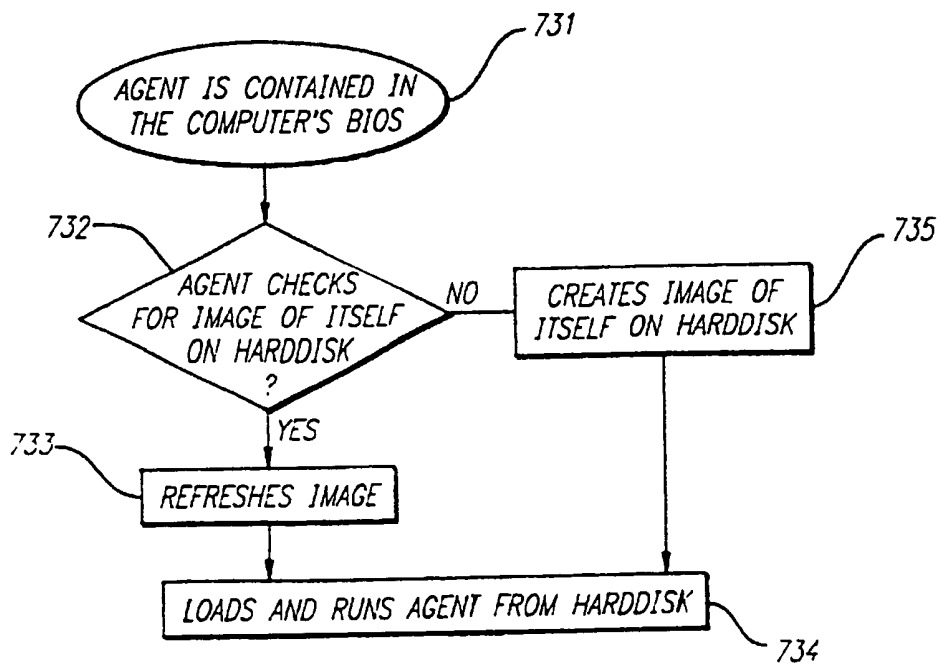 731
AGENT IS CONTAINED IN
THE COMPUTER'S BIOS
732
AGENT CHECKS
FOR IMAGE OF ITSELF
ON HARDDISK
?
NO
735
CREATES IMAGE OF
ITSELF ON HARDDISK
YES
733
REFRESHES IMAGE
LOADS AND RUNS AGENT FROM HARDDISK
734